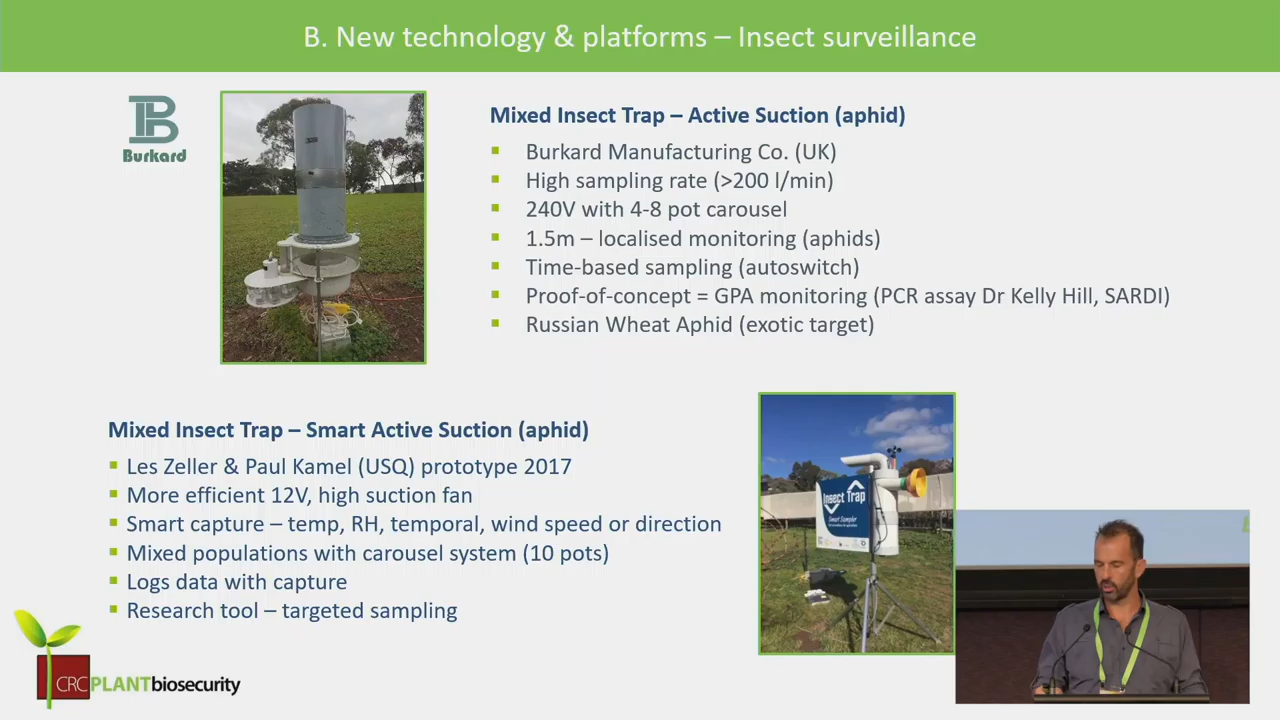 B. New technology & platforms – Insect surveillance
Burkard
Mixed Insect Trap – Active Suction (aphid)
Burkard Manufacturing Co. (UK)
High sampling rate (>200 l/min)
240V with 4-8 pot carousel
1.5m – localised monitoring (aphids)
Time-based sampling (autoswitch)
Proof-of-concept = GPA monitoring (PCR assay Dr Kelly Hill, SARDI)
Russian Wheat Aphid (exotic target)
Mixed Insect Trap – Smart Active Suction (aphid)
Les Zeller & Paul Kamel (USQ) prototype 2017
More efficient 12V, high suction fan
Smart capture – temp, RH, temporal, wind speed or direction
Mixed populations with carousel system (10 pots)
Logs data with capture
Research tool – targeted sampling
Insect Trap
Smart Sampler
CRCPLANTbiosecurity